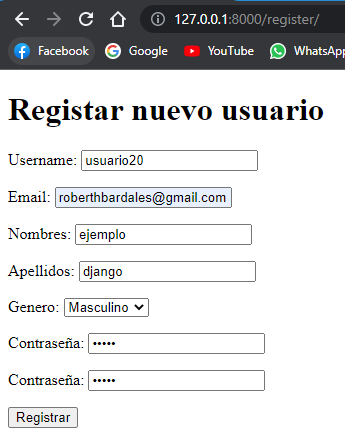 127.0.0.1:8000/register/
Facebook Google YouTube WhatsApp
Registar nuevo usuario
Username: usuario20
Email: roberthbardales@gmail.com
Nombres: ejemplo
Apellidos: django
Genero: Masculino
Contraseña: •••••
Contraseña: •••••
Registrar